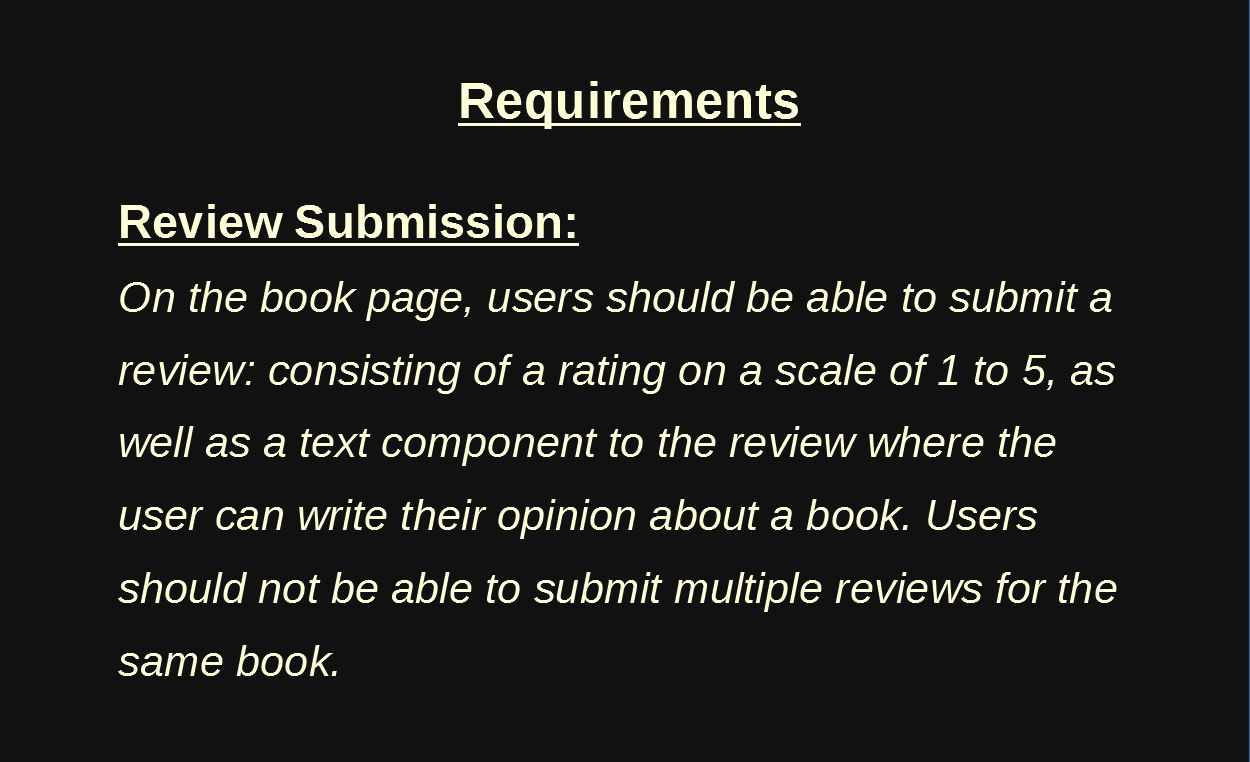 Requirements
Review Submission:
On the book page, users should be able to submit a
review: consisting of a rating on a scale of 1 to 5, as
well as a text component to the review where the
user can write their opinion about a book. Users
should not be able to submit multiple reviews for the
same book.